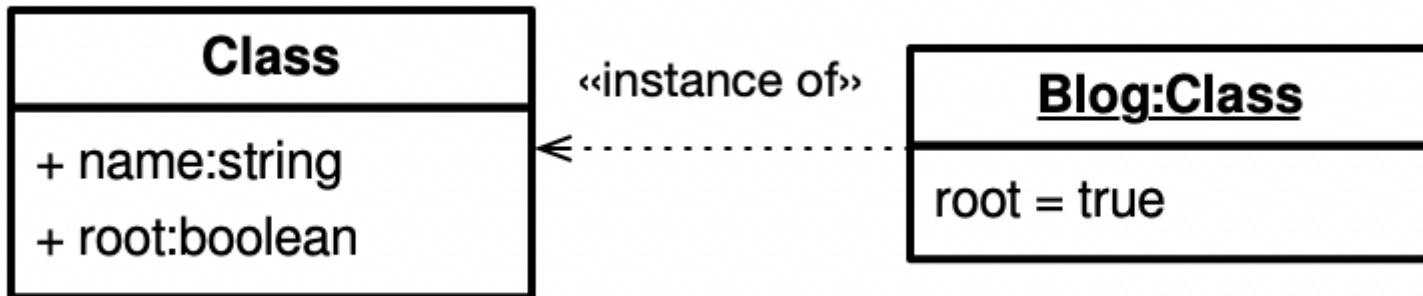 Class
+ name:string
+ root:boolean
«instance of»
Blog:Class
root = true